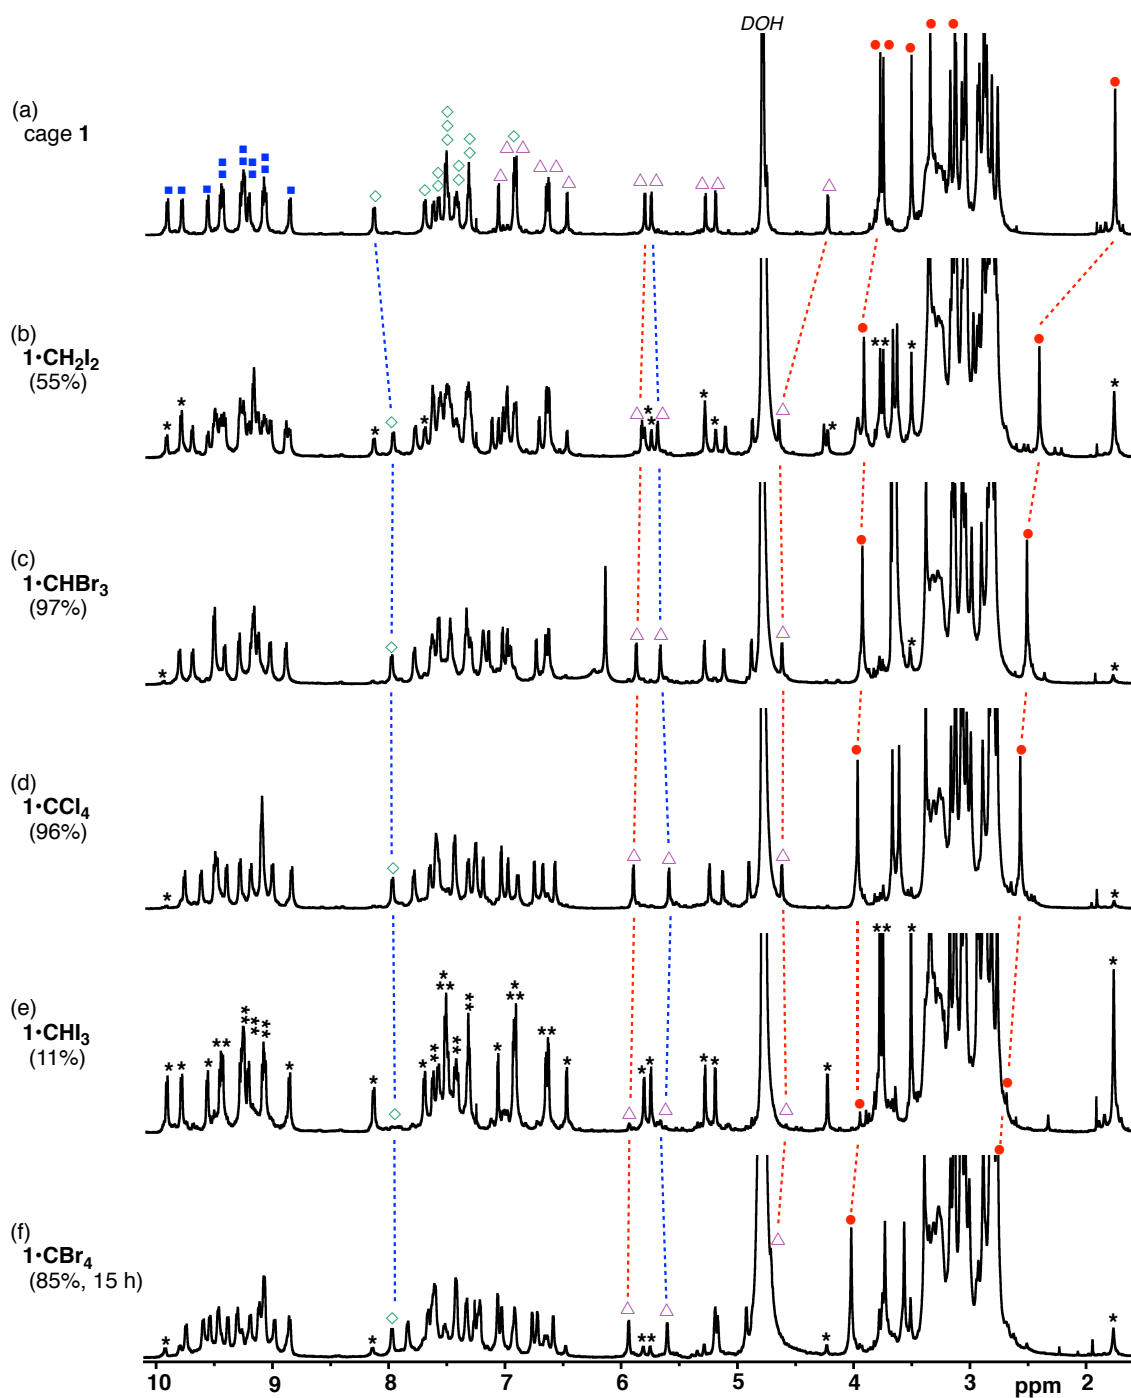 DOH
(a)
cage 1
(b)
1•CH₂I₂
(55%)
(c)
1•CHBr₃
(97%)
(d)
1•CCl₄
(96%)
(e)
1•CHI₃
(11%)
(f)
1•CBr₄
(85%, 15 h)
10 9 8 7 6 5 4 3 ppm 2